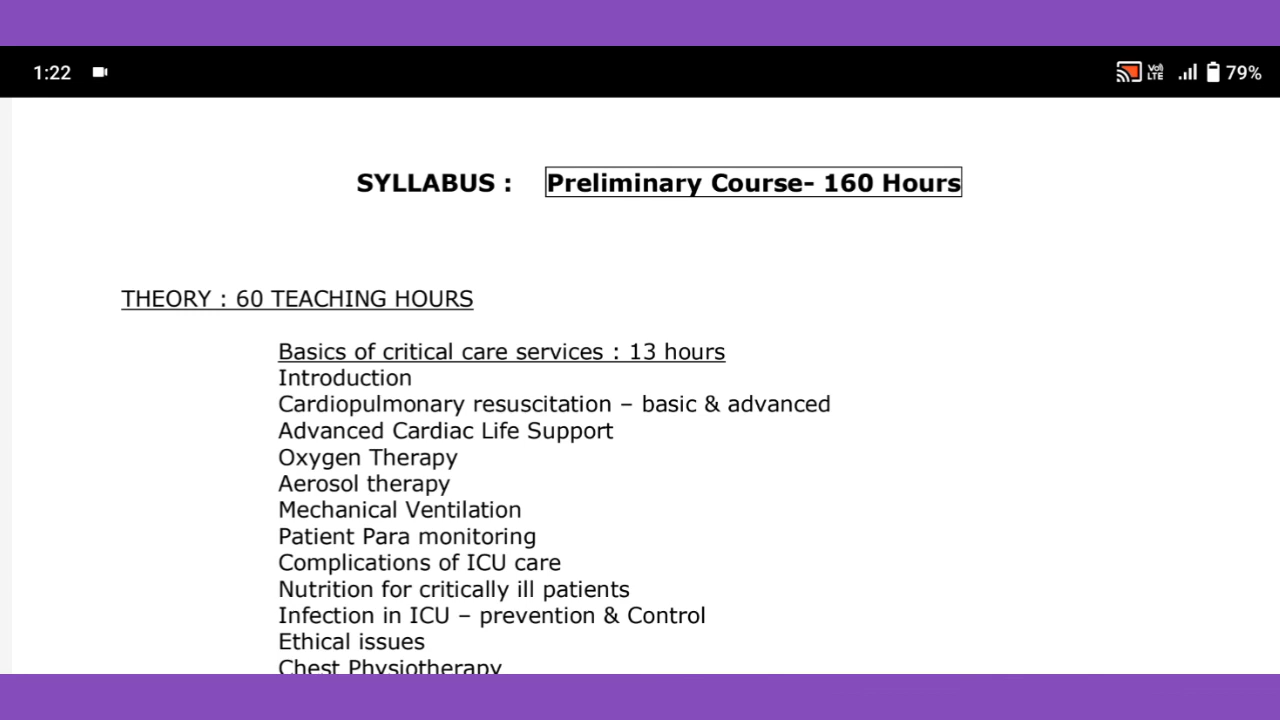 1:22
Vol LTE 79%
SYLLABUS : Preliminary Course- 160 Hours
THEORY : 60 TEACHING HOURS
Basics of critical care services : 13 hours
Introduction
Cardiopulmonary resuscitation – basic & advanced
Advanced Cardiac Life Support
Oxygen Therapy
Aerosol therapy
Mechanical Ventilation
Patient Para monitoring
Complications of ICU care
Nutrition for critically ill patients
Infection in ICU – prevention & Control
Ethical issues
Chest Physiotherapy